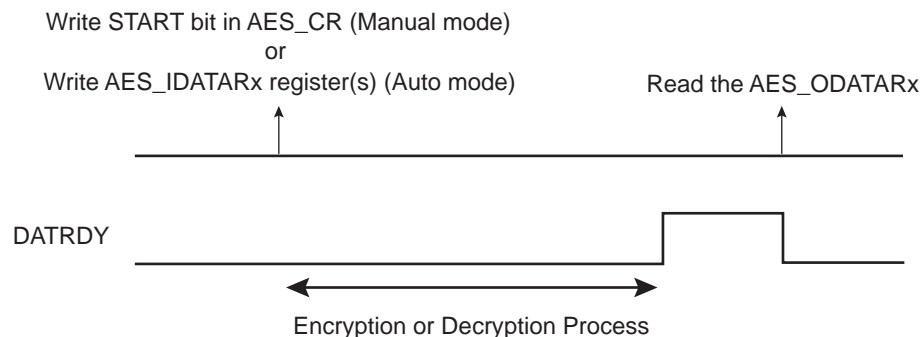 Write START bit in AES_CR (Manual mode)
or
Write AES_IDATARx register(s) (Auto mode)
Read the AES_ODATARx
DATRDY
Encryption or Decryption Process